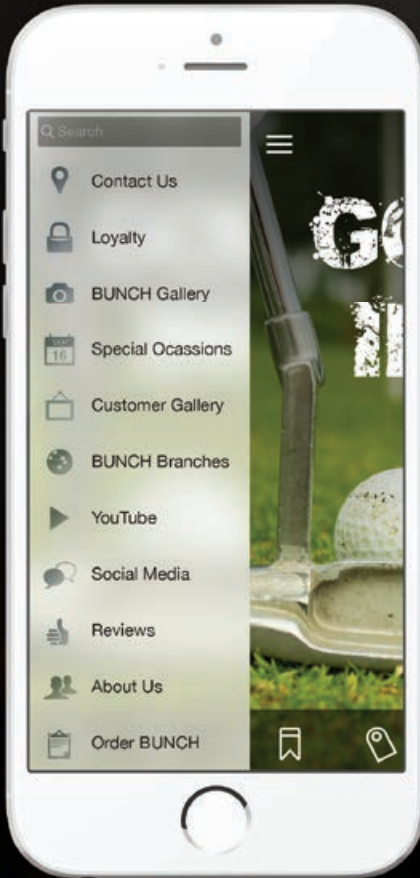 Search
Contact Us
Loyalty
BUNCH Gallery
16
Special Ocassions
Customer Gallery
BUNCH Branches
YouTube
Social Media
Reviews
About Us
Order BUNCH